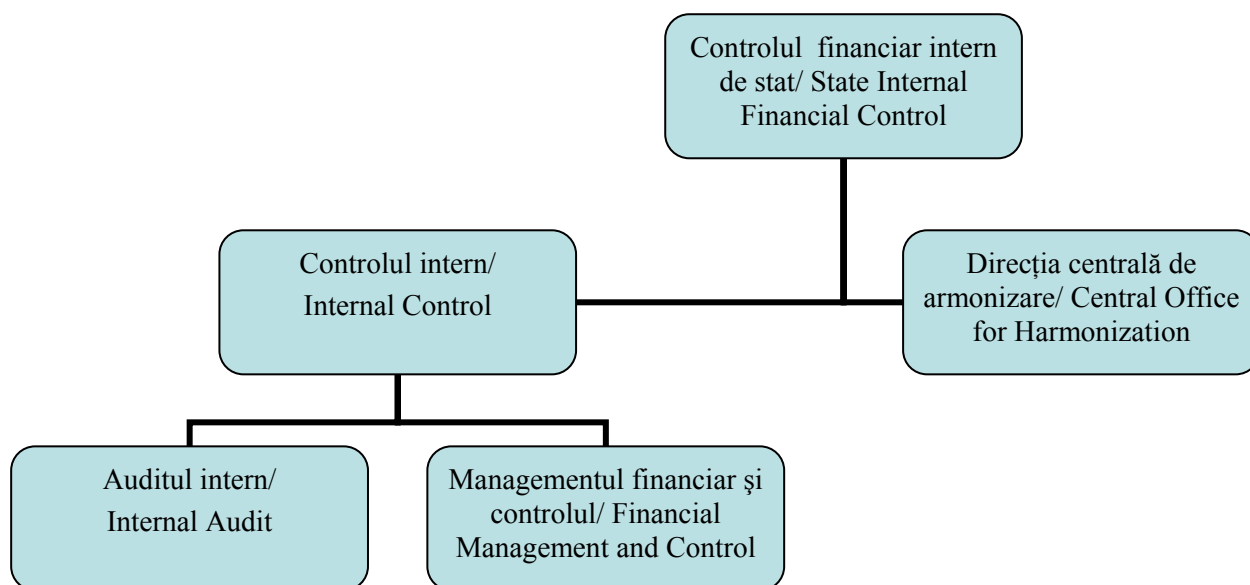 Controlul financiar intern
de stat/ State Internal
Financial Control
Controlul intern/
Internal Control
Direcția centrală de
armonizare/ Central Office
for Harmonization
Auditul intern/
Internal Audit
Managementul financiar şi
controlul/ Financial
Management and Control